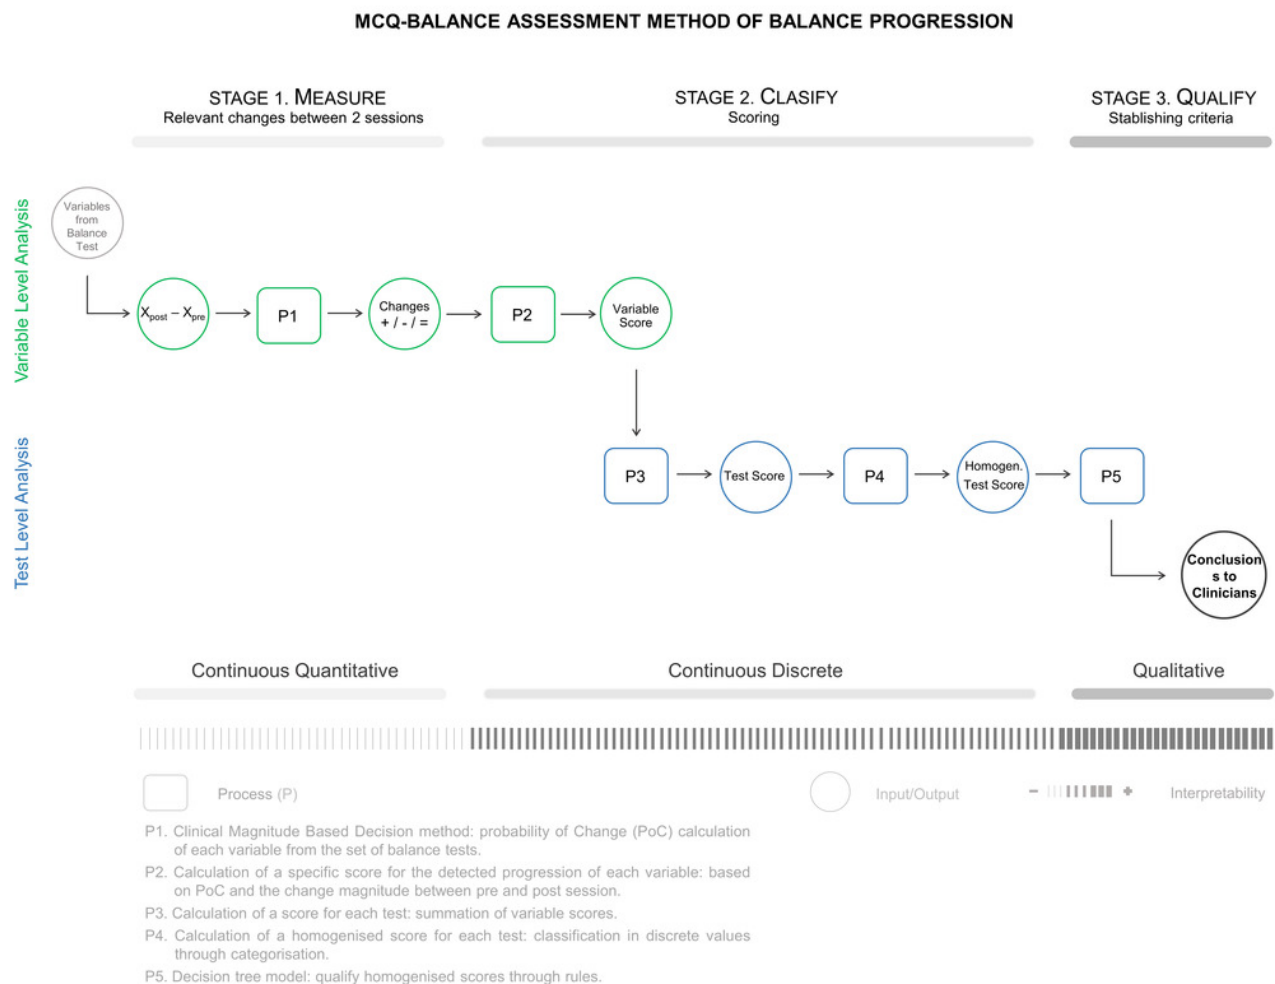 MCQ-BALANCE ASSESSMENT METHOD OF BALANCE PROGRESSION
STAGE 1. MEASURE
Relevant changes between 2 sessions
STAGE 2. CLASIFY
Scoring
STAGE 3. QUALIFY
Stablishing criteria
Variable Level Analysis
Variables
from
Balance
Test
Xpost – Xpre
P1
Changes
+ / - / =
P2
Variable
Score
Test Level Analysis
P3
Test Score
P4
Homogen.
Test Score
P5
Conclusion
s to
Clinicians
Continuous Quantitative
Continuous Discrete
Qualitative
Process (P)
Input/Output
- +
Interpretability
P1. Clinical Magnitude Based Decision method: probability of Change (PoC) calculation
of each variable from the set of balance tests.
P2. Calculation of a specific score for the detected progression of each variable: based
on PoC and the change magnitude between pre and post session.
P3. Calculation of a score for each test: summation of variable scores.
P4. Calculation of a homogenised score for each test: classification in discrete values
through categorisation.
P5. Decision tree model: qualify homogenised scores through rules.